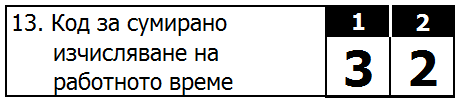 13. Код за сумирано
изчисляване на
работното време
1 2
3 2